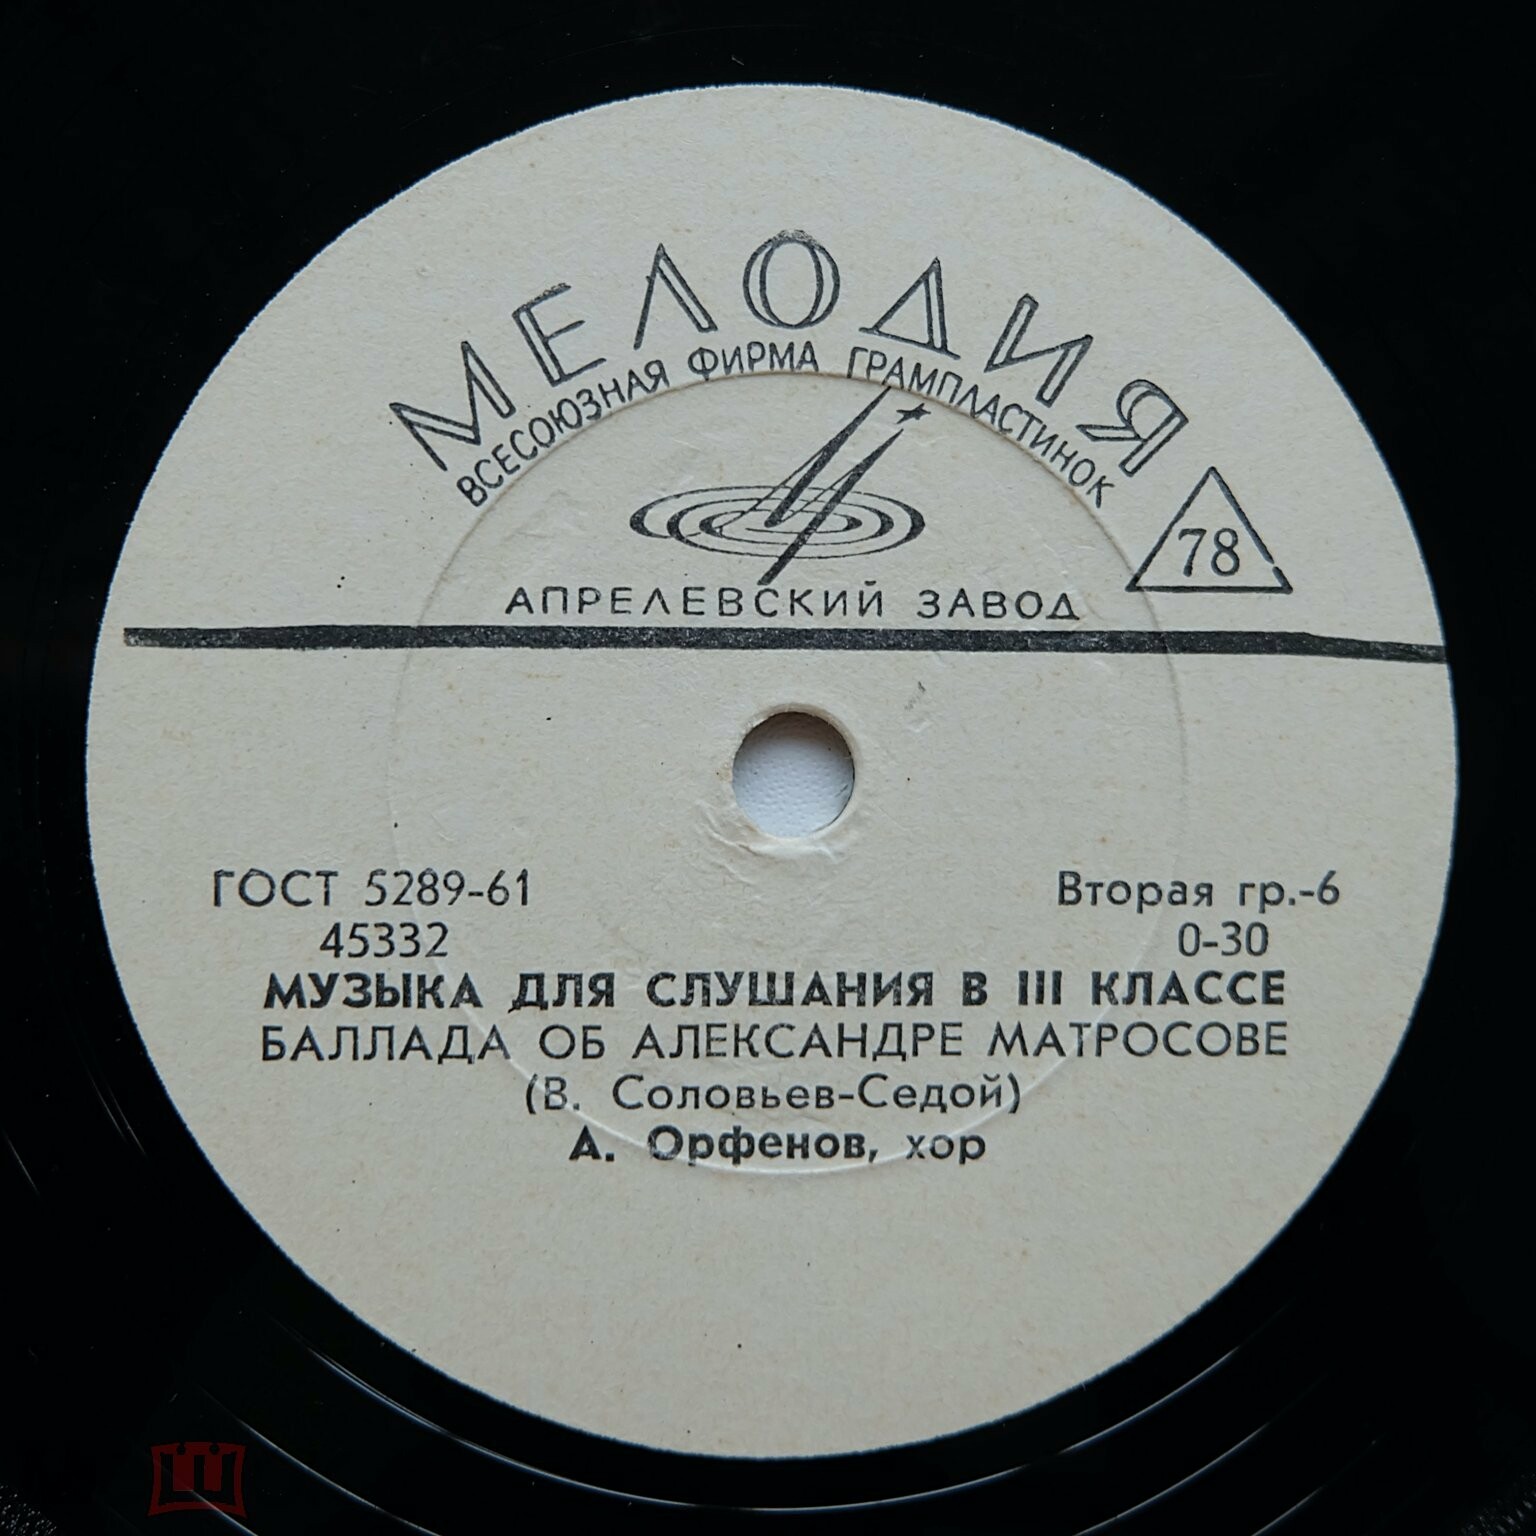 МЕЛОДИЯ
ВСЕСОЮЗНАЯ ФИРМА ГРАМПЛАСТИНОК
78
АПРЕЛЕВСКИЙ ЗАВОД
ГОСТ 5289-61 Вторая гр.-6
45332 0-30
МУЗЫКА ДЛЯ СЛУШАНИЯ В III КЛАССЕ
БАЛЛАДА ОБ АЛЕКСАНДРЕ МАТРОСОВЕ
(В. Соловьев-Седой)
А. Орфенов, хор